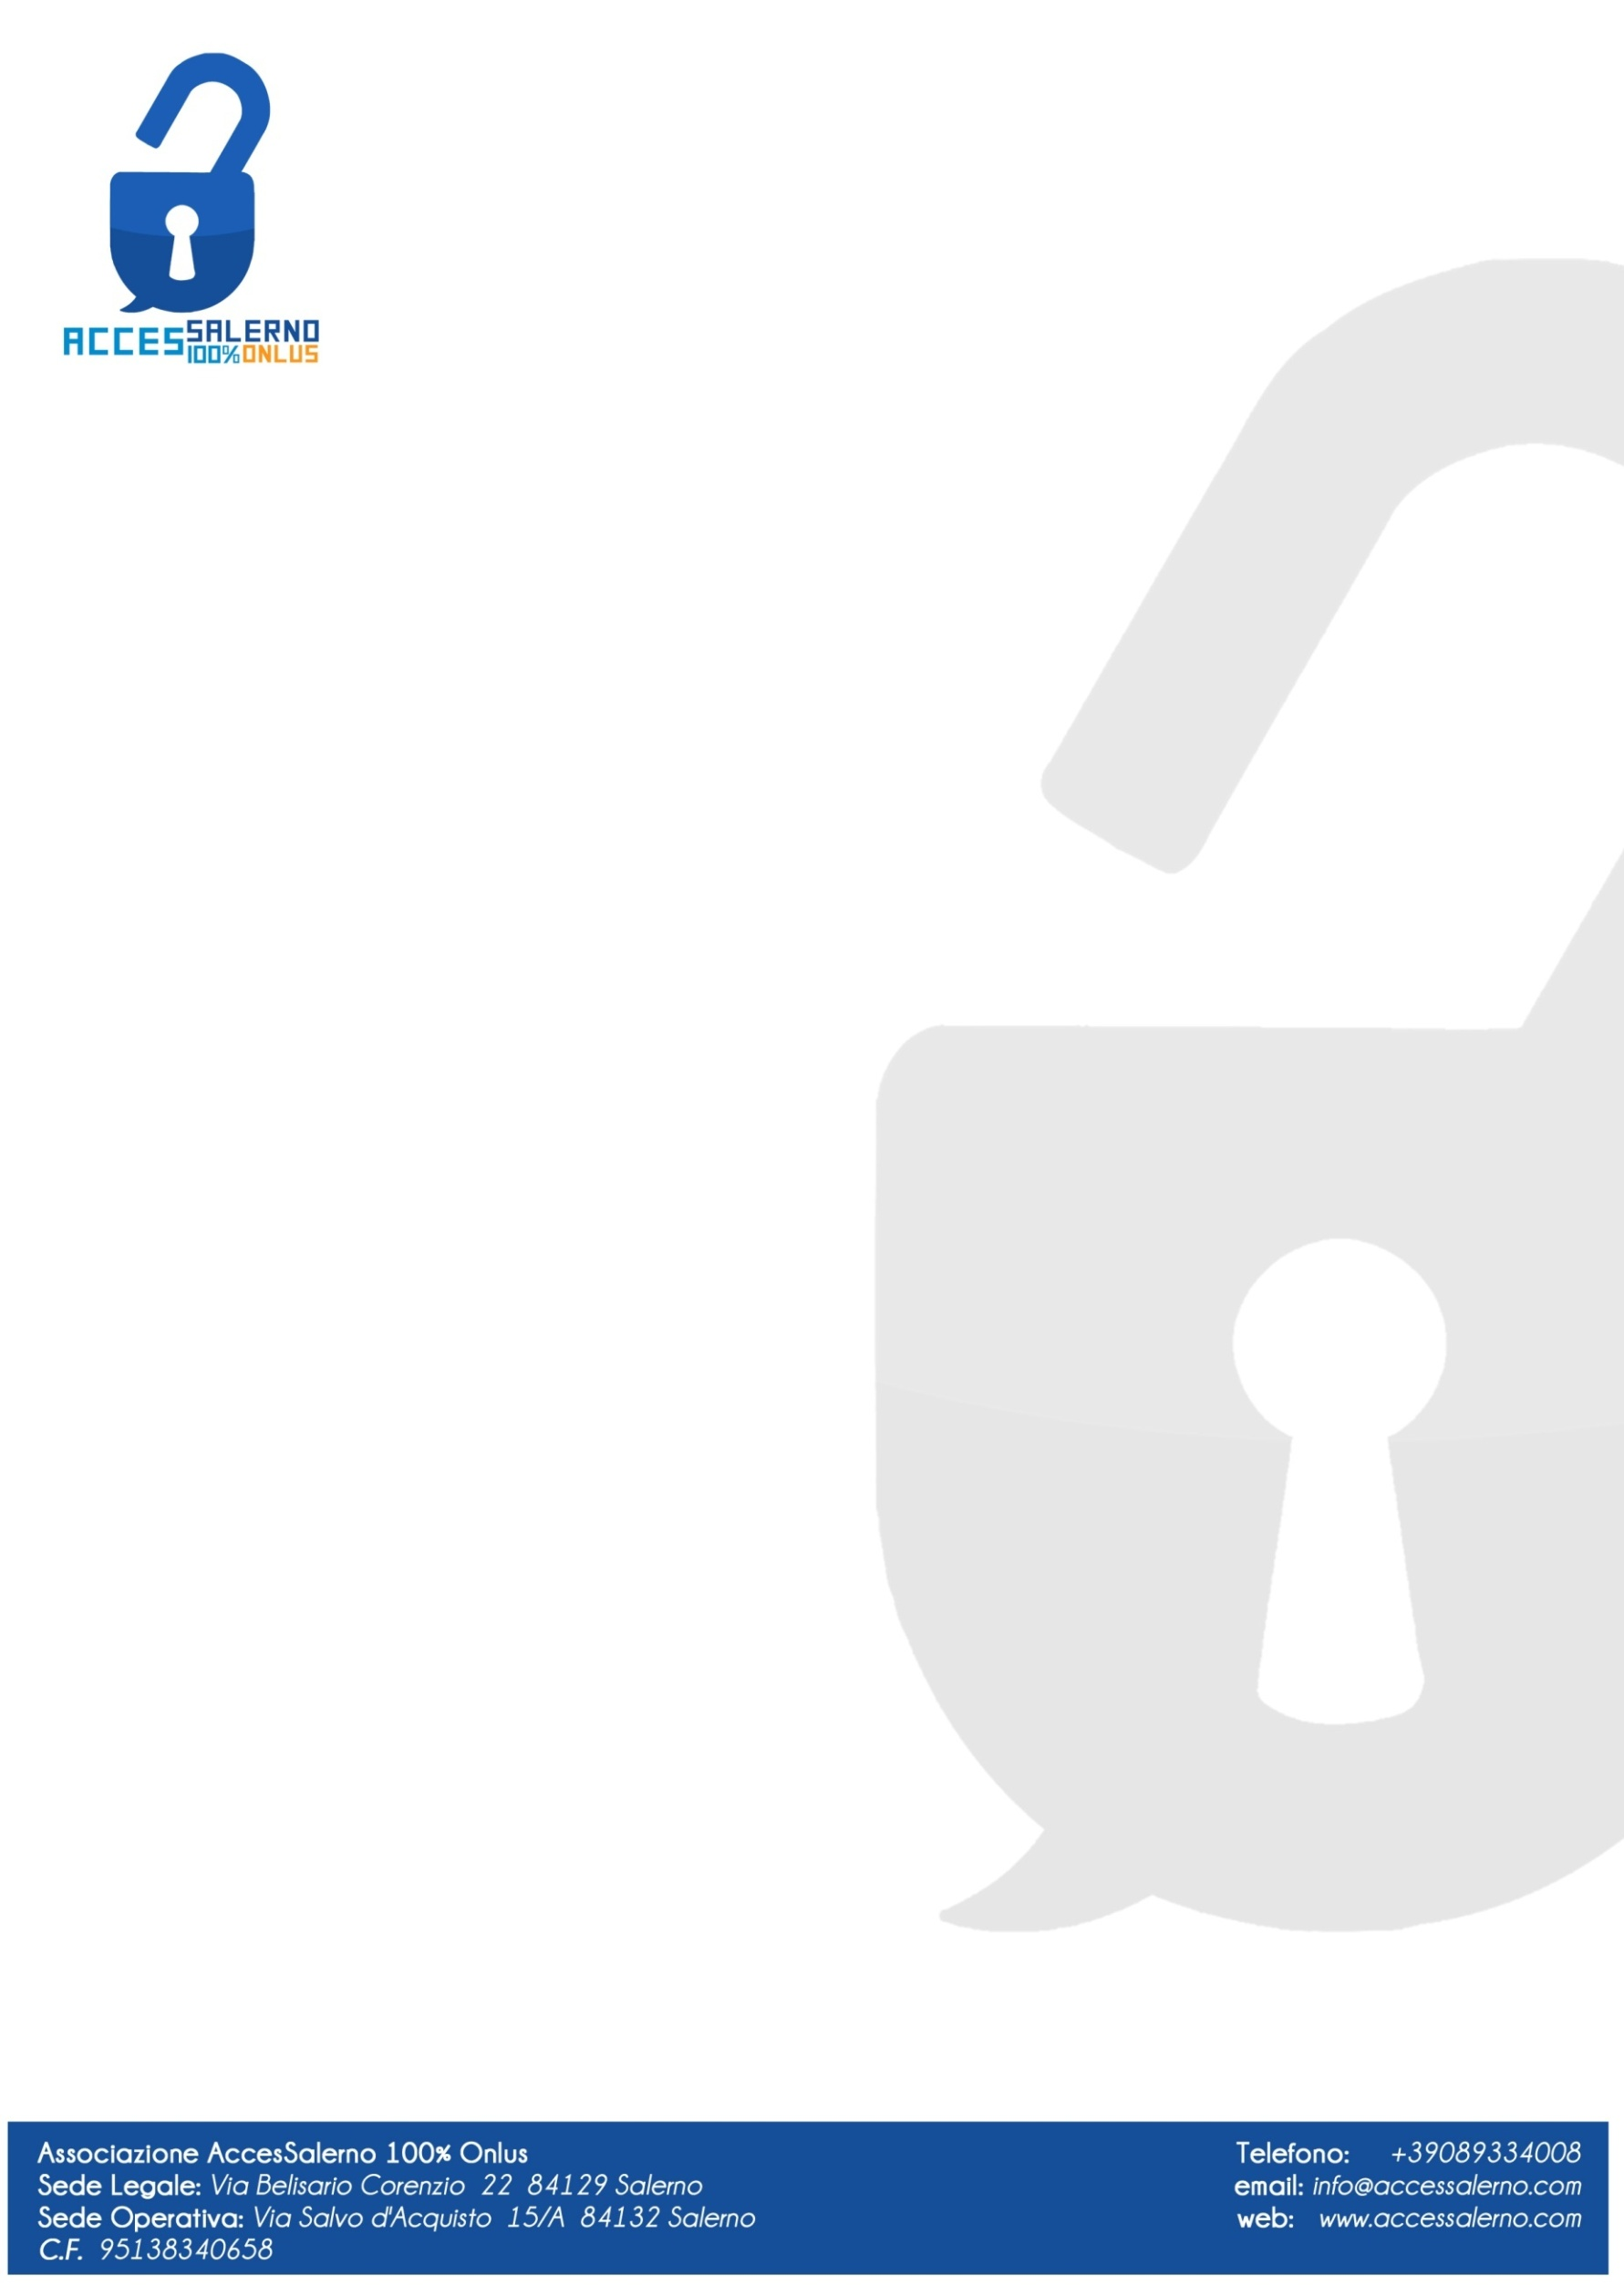 ACCESSALERNO
100%ONLUS
Associazione AccesSalerno 100% Onlus
Sede Legale: Via Belisario Corenzio 22 84129 Salerno
Sede Operativa: Via Salvo d'Acquisto 15/A 84132 Salerno
C.F. 95138340658
Telefono: +39089334008
email: info@accessalerno.com
web: www.accessalerno.com